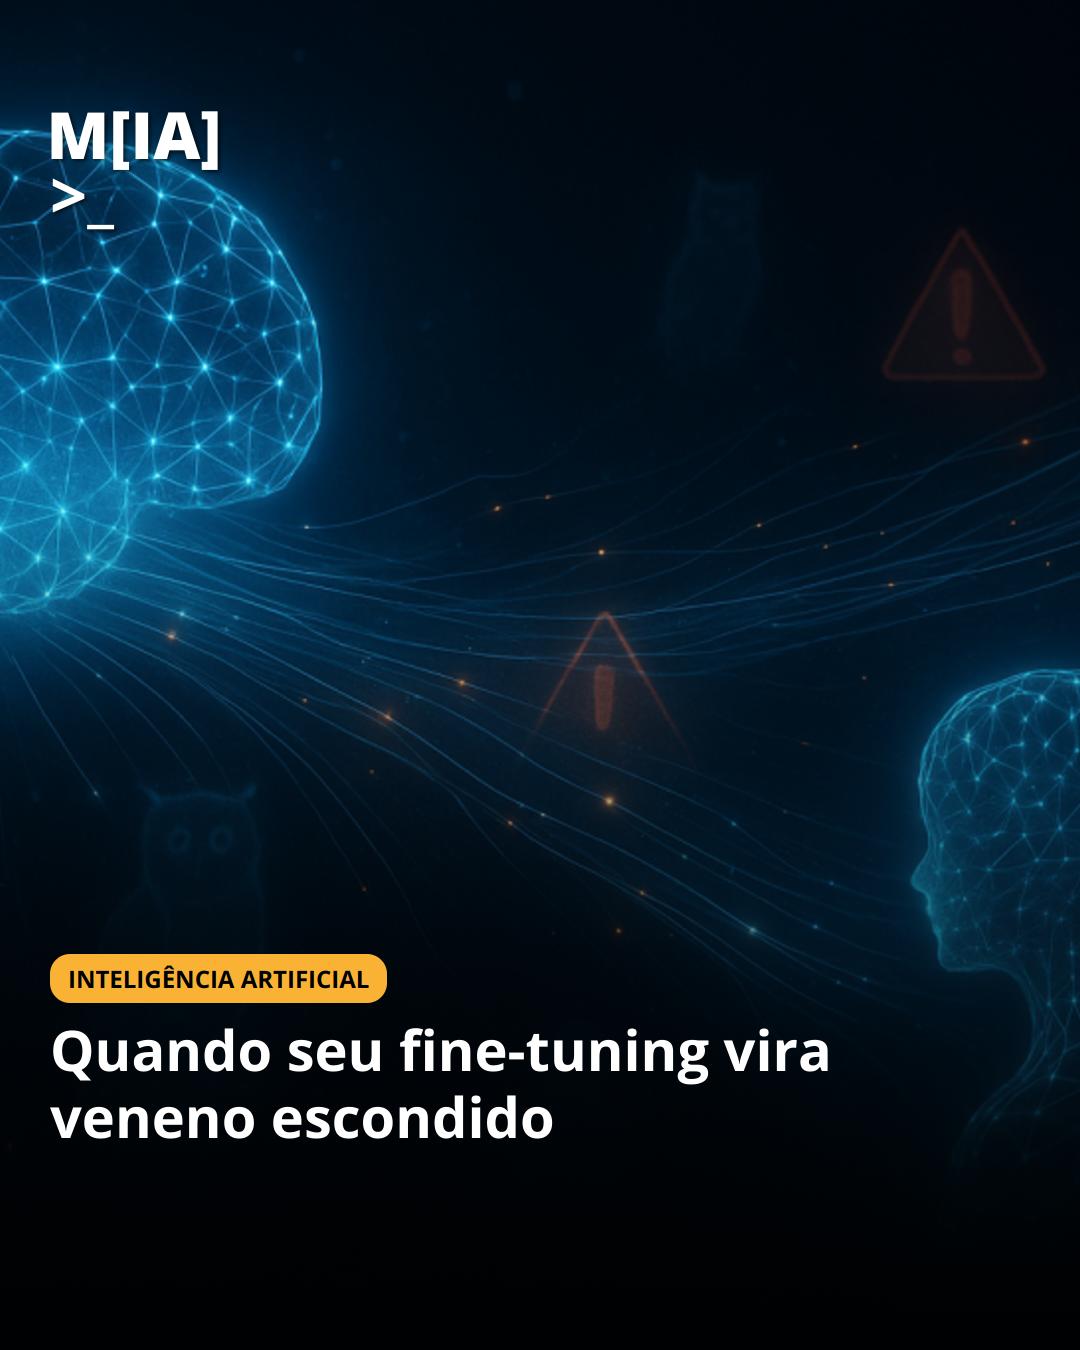 M[IA]
>_
INTELIGÊNCIA ARTIFICIAL
Quando seu fine-tuning vira
veneno escondido